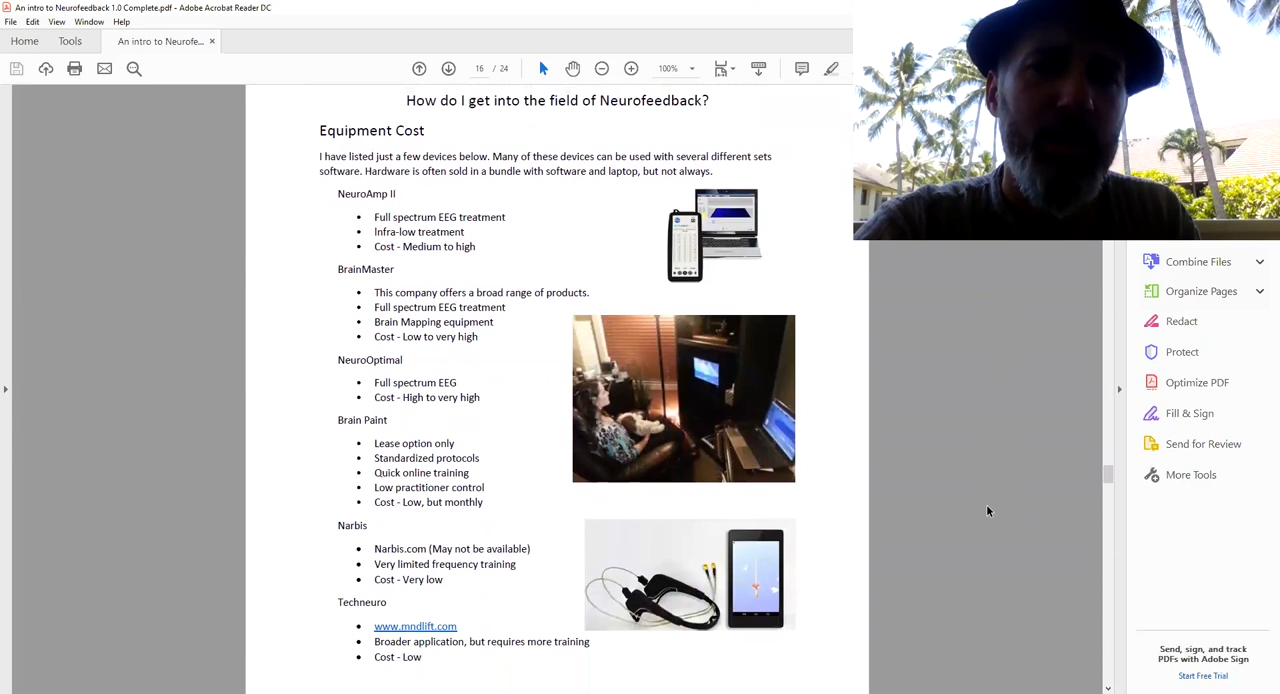 An intro to Neurofeedback 1.0 Complete.pdf - Adobe Acrobat Reader DC
File Edit View Window Help
Home Tools An intro to Neurofe... ×
16 / 24 100%
How do I get into the field of Neurofeedback?
Equipment Cost
I have listed just a few devices below. Many of these devices can be used with several different sets
software. Hardware is often sold in a bundle with software and laptop, but not always.
NeuroAmp II
• Full spectrum EEG treatment
• Infra-low treatment
• Cost - Medium to high
BrainMaster
• This company offers a broad range of products.
• Full spectrum EEG treatment
• Brain Mapping equipment
• Cost - Low to very high
NeuroOptimal
• Full spectrum EEG
• Cost - High to very high
Brain Paint
• Lease option only
• Standardized protocols
• Quick online training
• Low practitioner control
• Cost - Low, but monthly
Narbis
• Narbis.com (May not be available)
• Very limited frequency training
• Cost - Very low
Techneuro
• www.mndlift.com
• Broader application, but requires more training
• Cost - Low
Combine Files
Organize Pages
Redact
Protect
Optimize PDF
Fill & Sign
Send for Review
More Tools
Send, sign, and track
PDFs with Adobe Sign
Start Free Trial